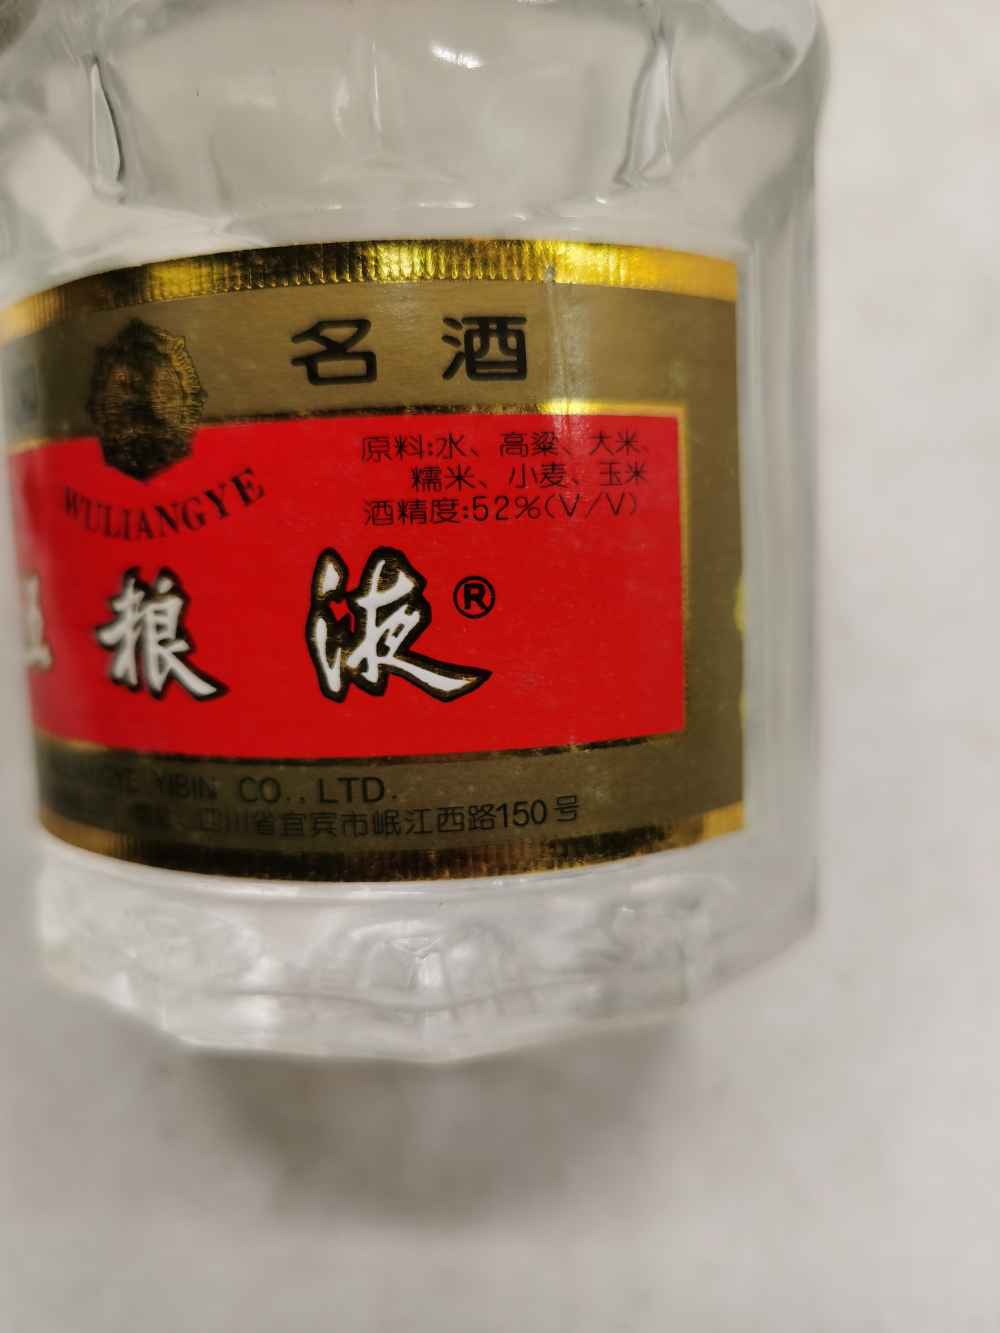 名酒
原料:水、高粱、大米、
糯米、小麦、玉米
酒精度:52%(V/V)
WULIANGYE
五粮液®
YIBIN CO., LTD.
四川省宜宾市岷江西路150号